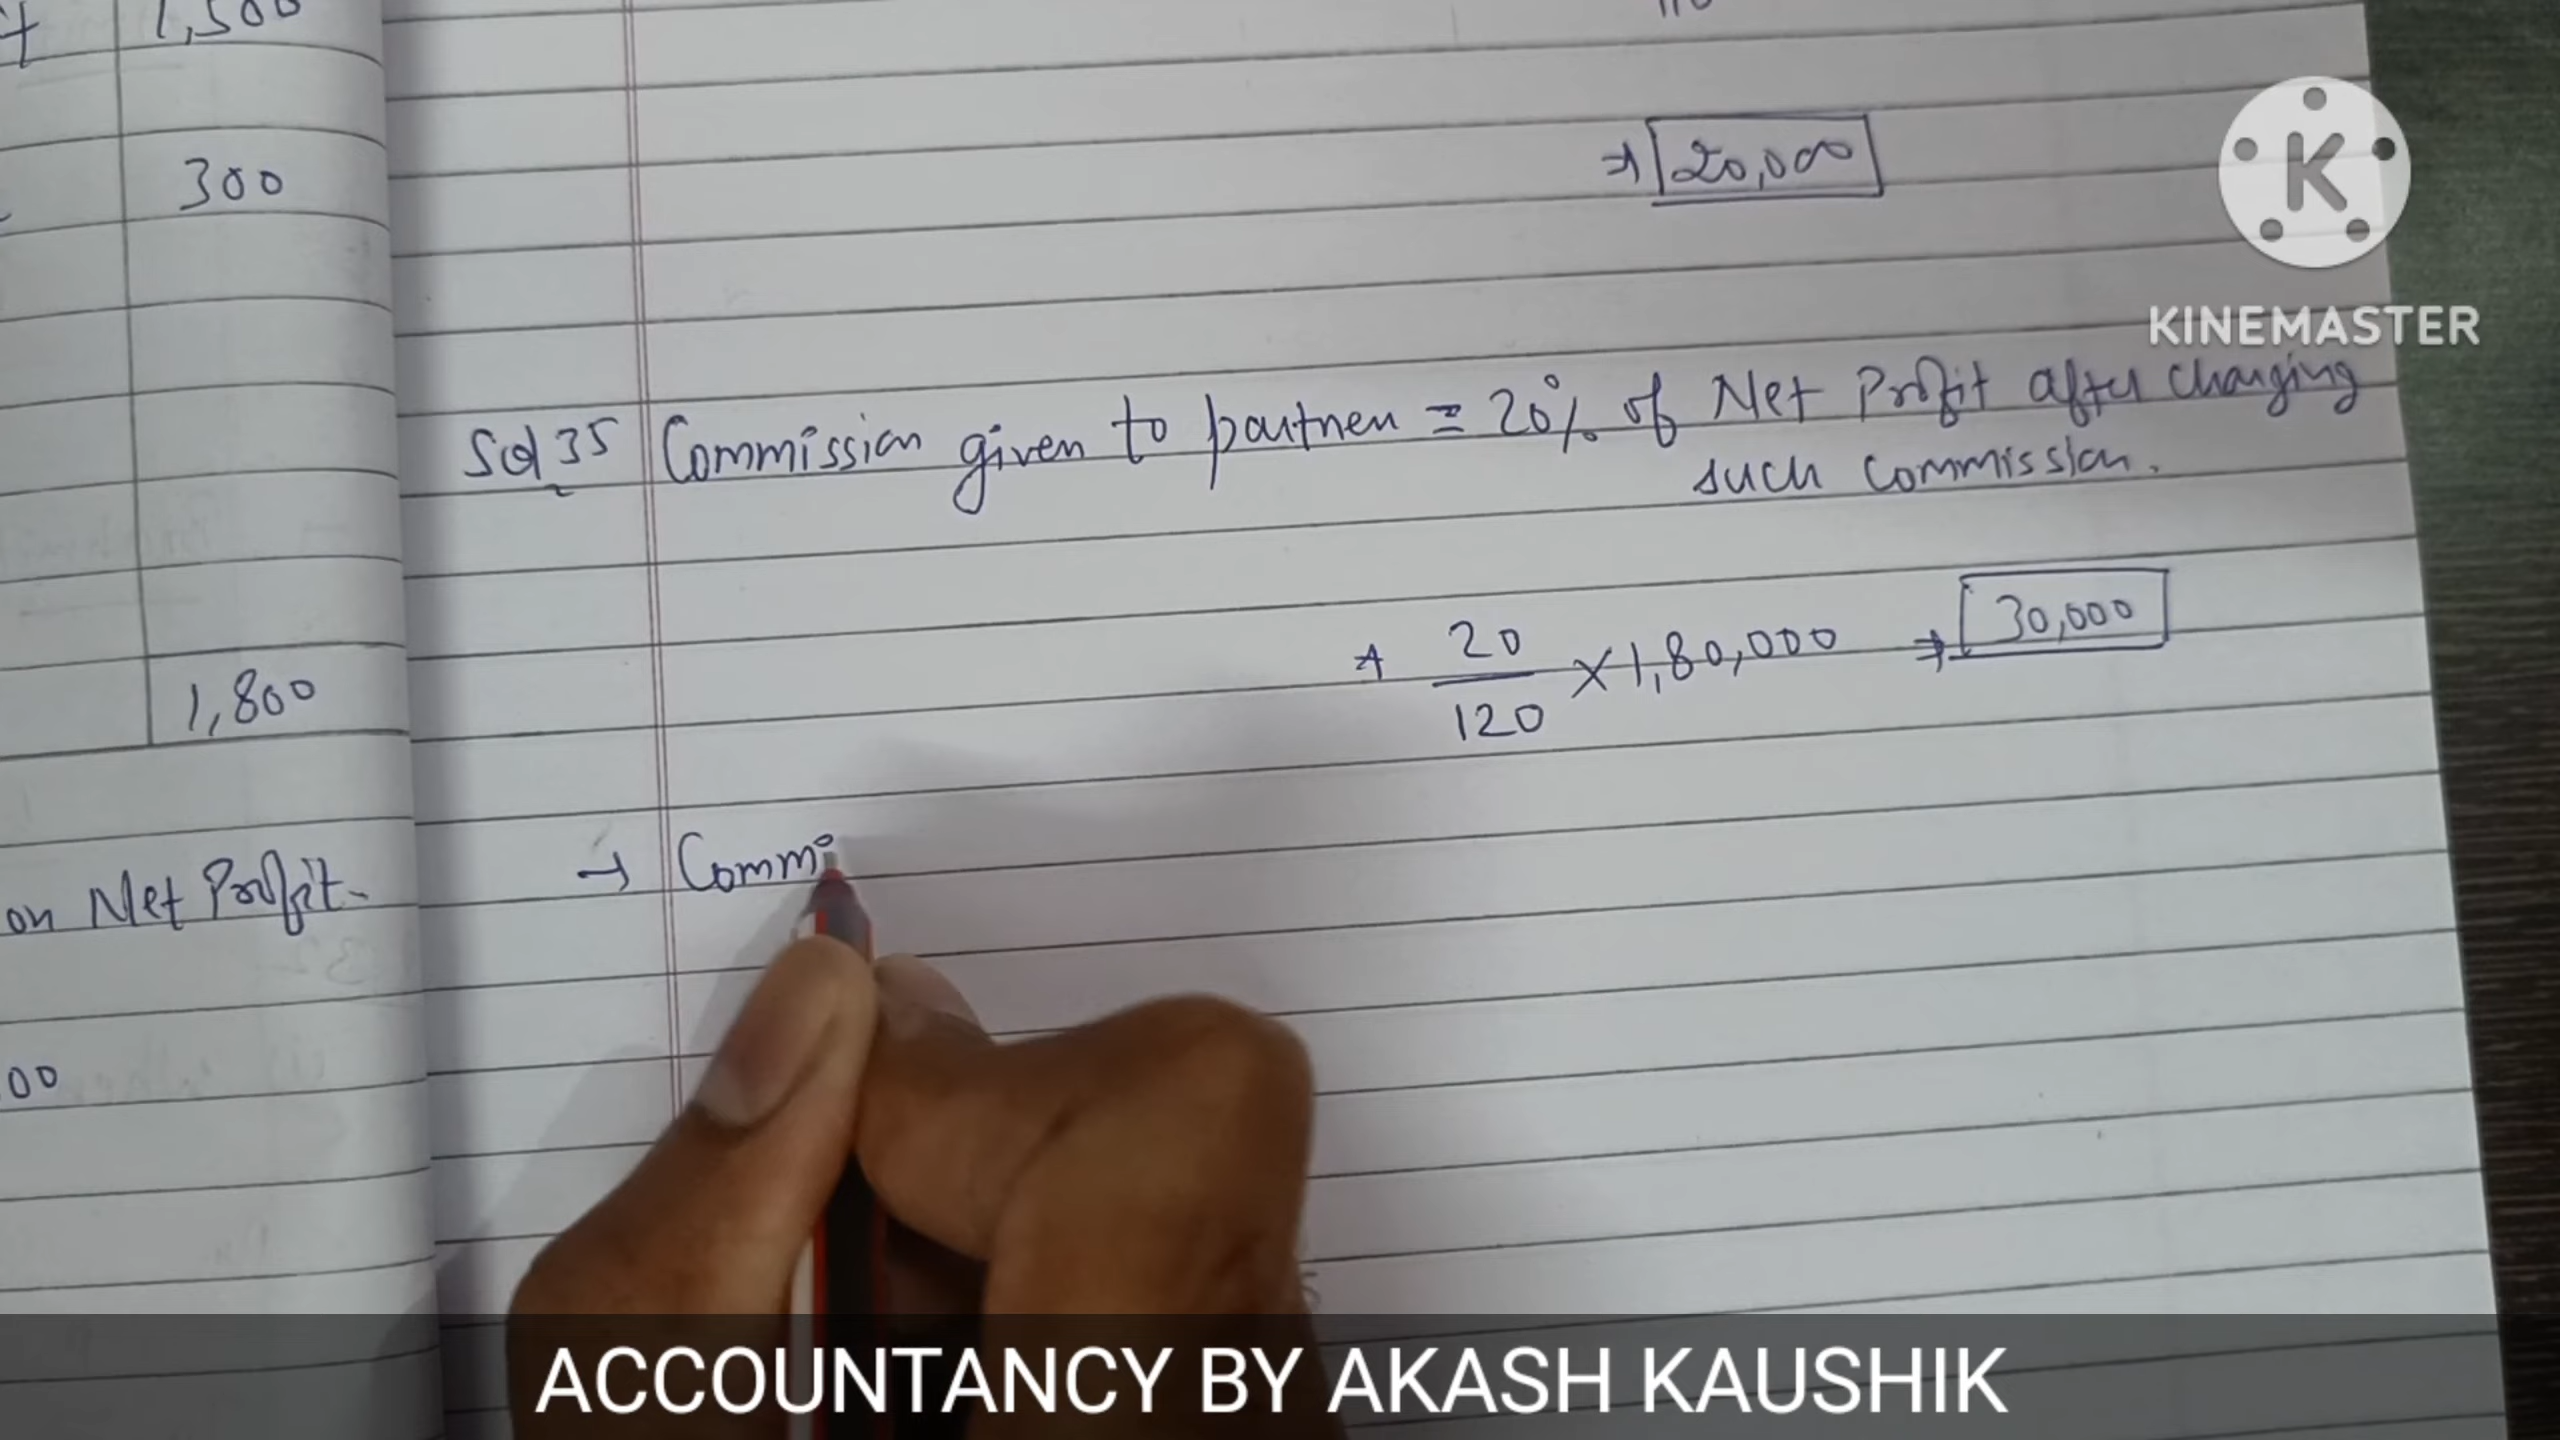 1,500
300
1,800
on Net Profit-
00
⇒ 20,000
KINEMASTER
Sol 35 Commission given to partner = 20% of Net Profit after charging
such commission.
⇒ 20/120 × 1,80,000 ⇒ 30,000
→ Commi
ACCOUNTANCY BY AKASH KAUSHIK